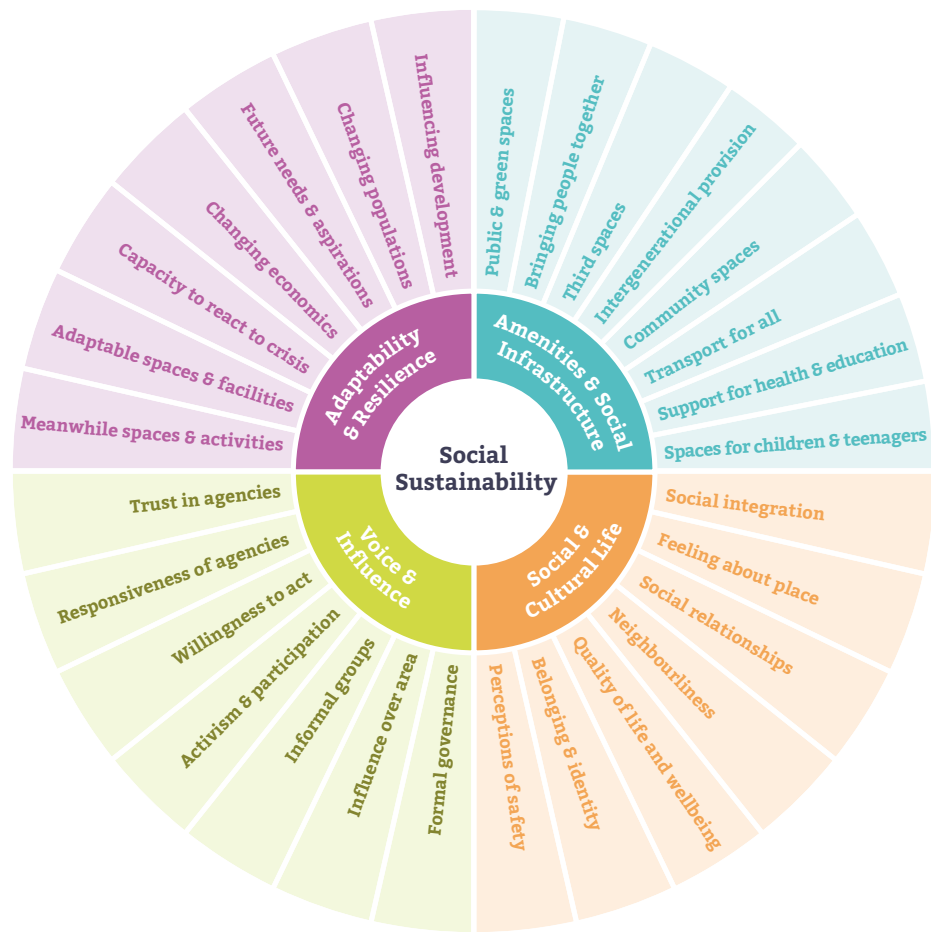 Social
Sustainability
Amenities & Social
Infrastructure
Public & green spaces
Bringing people together
Third spaces
Intergenerational provision
Community spaces
Transport for all
Support for health & education
Spaces for children & teenagers
Social &
Cultural Life
Social integration
Feeling about place
Social relationships
Neighbourliness
Quality of life and wellbeing
Belonging & identity
Perceptions of safety
Voice &
Influence
Formal governance
Influence over area
Informal groups
Activism & participation
Willingness to act
Responsiveness of agencies
Trust in agencies
Adaptability
& Resilience
Meanwhile spaces & activities
Adaptable spaces & facilities
Capacity to react to crisis
Changing economics
Future needs & aspirations
Changing populations
Influencing development